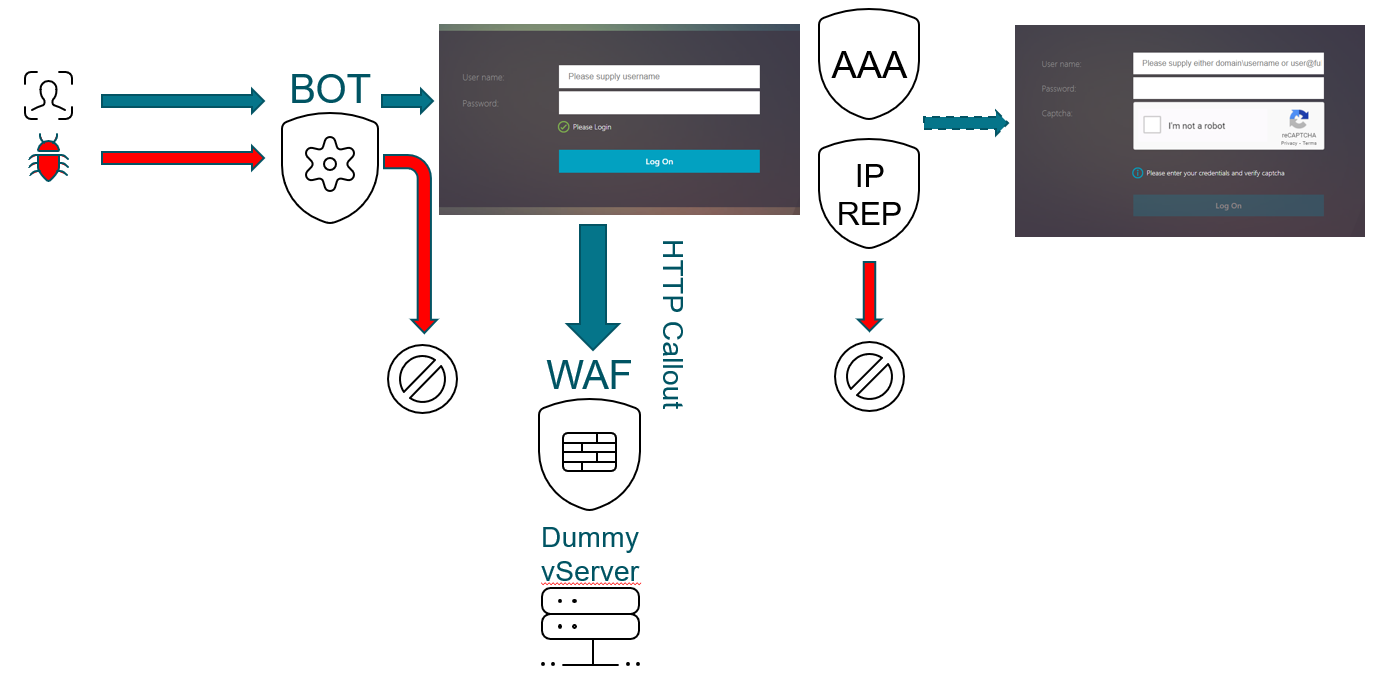 BOT
User name:
Please supply username
Password:
Please Login
Log On
AAA
IP
REP
User name:
Please supply either domain\username or user@fu
Password:
Captcha:
I'm not a robot
reCAPTCHA
Privacy - Terms
Please enter your credentials and verify captcha
Log On
HTTP Callout
WAF
Dummy
vServer